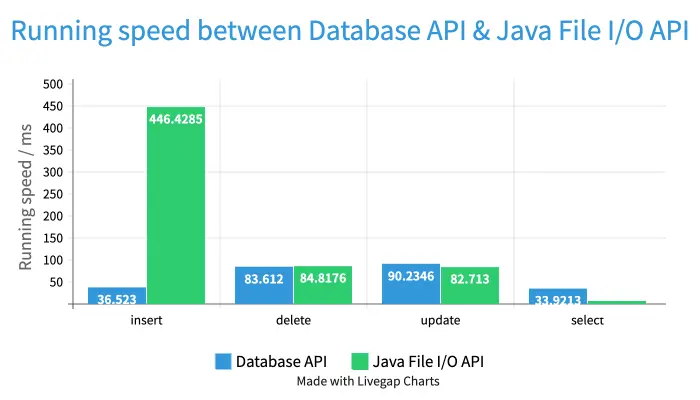 Running speed between Database API & Java File I/O API
Running speed / ms
500
450
400
350
300
250
200
150
100
50
36.523
446.4285
83.612
84.8176
90.2346
82.713
33.9213
insert
delete
update
select
Database API
Java File I/O API
Made with Livegap Charts